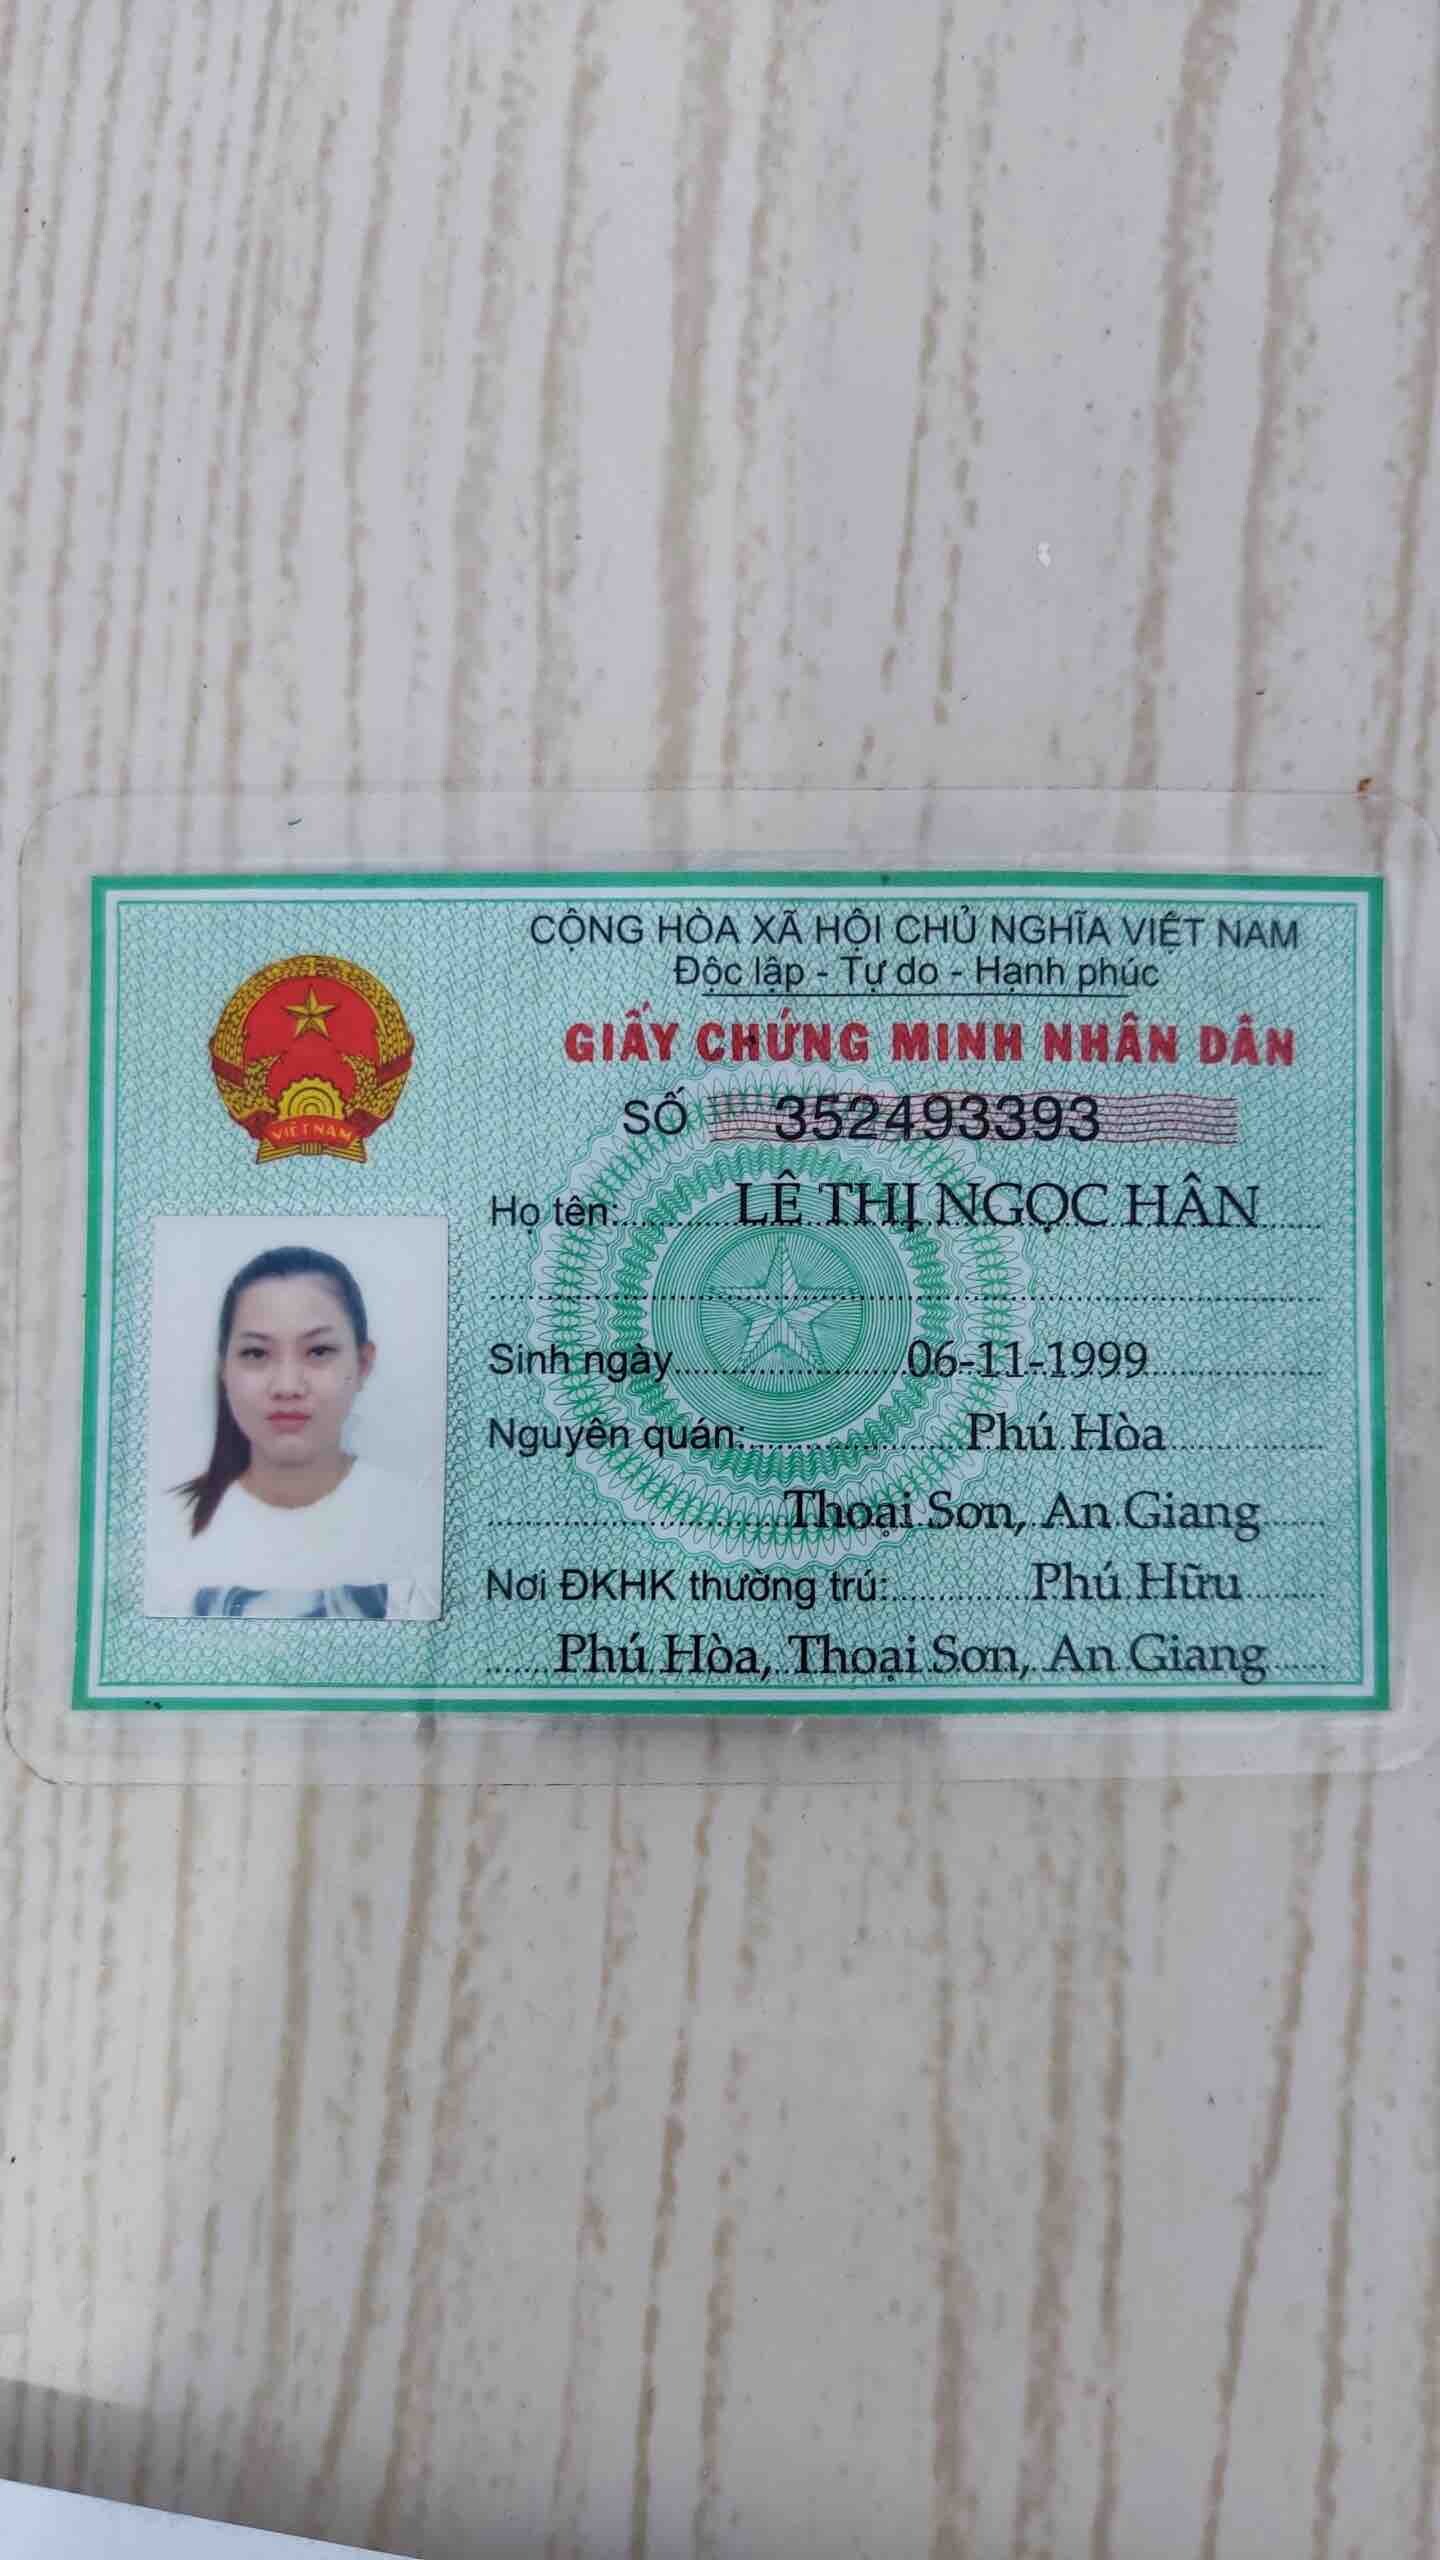 CỘNG HÒA XÃ HỘI CHỦ NGHĨA VIỆT NAM
Độc lập - Tự do - Hạnh phúc
GIẤY CHỨNG MINH NHÂN DÂN
SỐ 352493393
Họ tên: LÊ THỊ NGỌC HÂN
Sinh ngày 06-11-1999
Nguyên quán: Phú Hòa
Thoại Sơn, An Giang
Nơi ĐKHK thường trú: Phú Hữu
Phú Hòa, Thoại Sơn, An Giang
VIỆT NAM